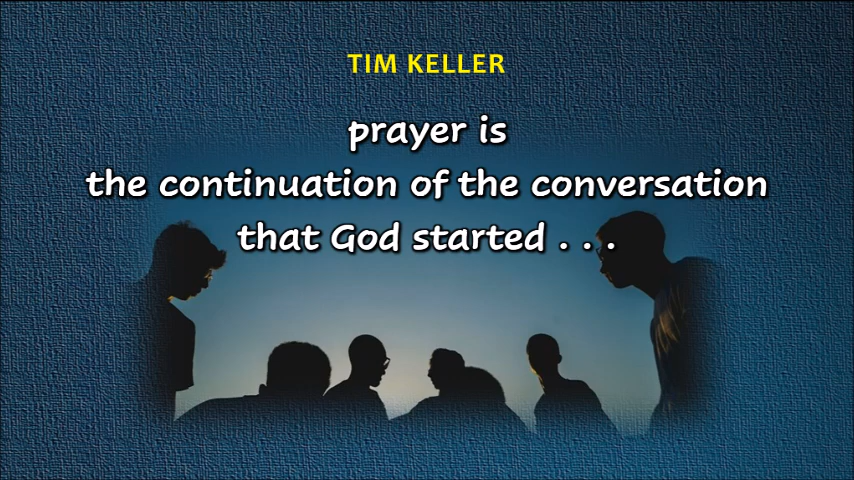 TIM KELLER
prayer is
the continuation of the conversation
that God started . . .